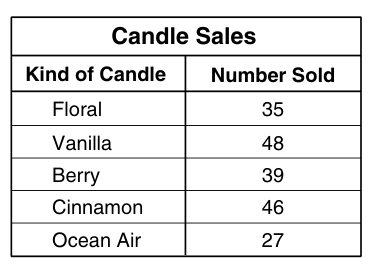 Candle Sales
Kind of Candle Number Sold
Floral 35
Vanilla 48
Berry 39
Cinnamon 46
Ocean Air 27